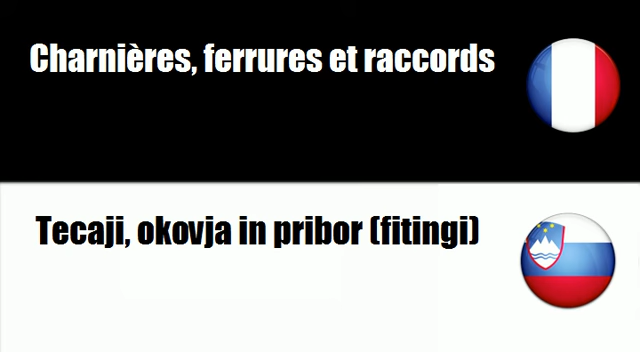 Charnières, ferrures et raccords
Tecaji, okovja in pribor (fitingi)